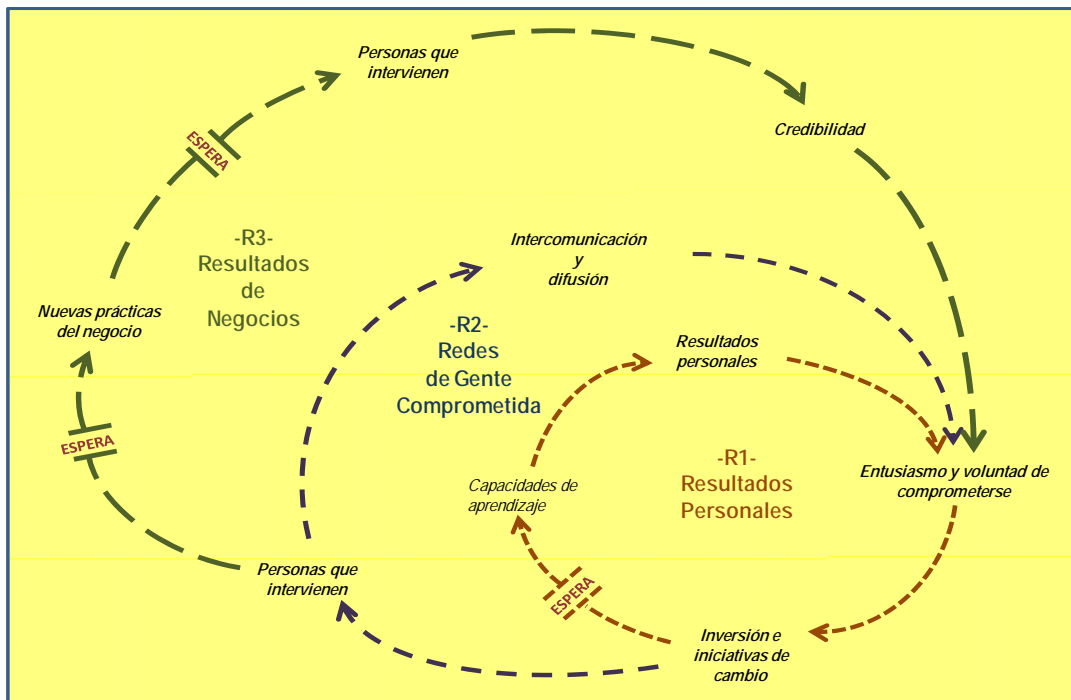 Personas que
intervienen
Credibilidad
ESPERA
-R3-
Resultados
de
Negocios
Intercomunicación
y
difusión
Nuevas prácticas
del negocio
-R2-
Redes
de Gente
Comprometida
Resultados
personales
ESPERA
Capacidades de
aprendizaje
-R1-
Resultados
Personales
Entusiasmo y voluntad de
comprometerse
Personas que
intervienen
ESPERA
Inversión e
iniciativas de
cambio